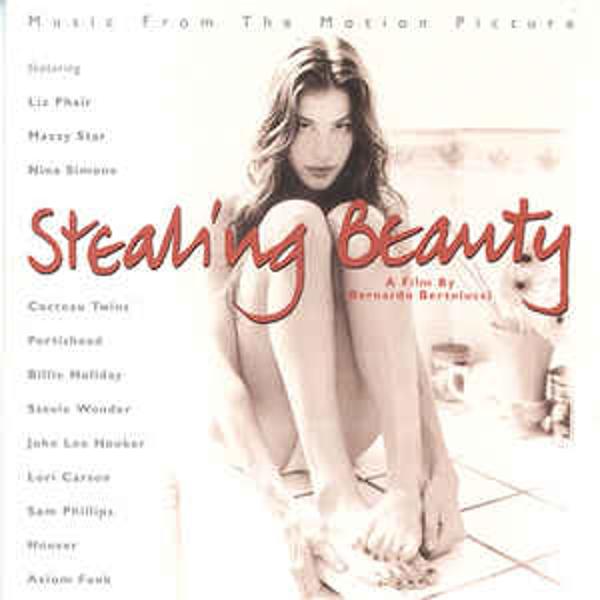 Music From The Motion Picture
featuring
Liz Phair
Mazzy Star
Nina Simone
Stealing Beauty
A Film By
Bernardo Bertolucci
Cocteau Twins
Portishead
Billie Holiday
Stevie Wonder
John Lee Hooker
Lori Carson
Sam Phillips
Hoover
Axiom Funk